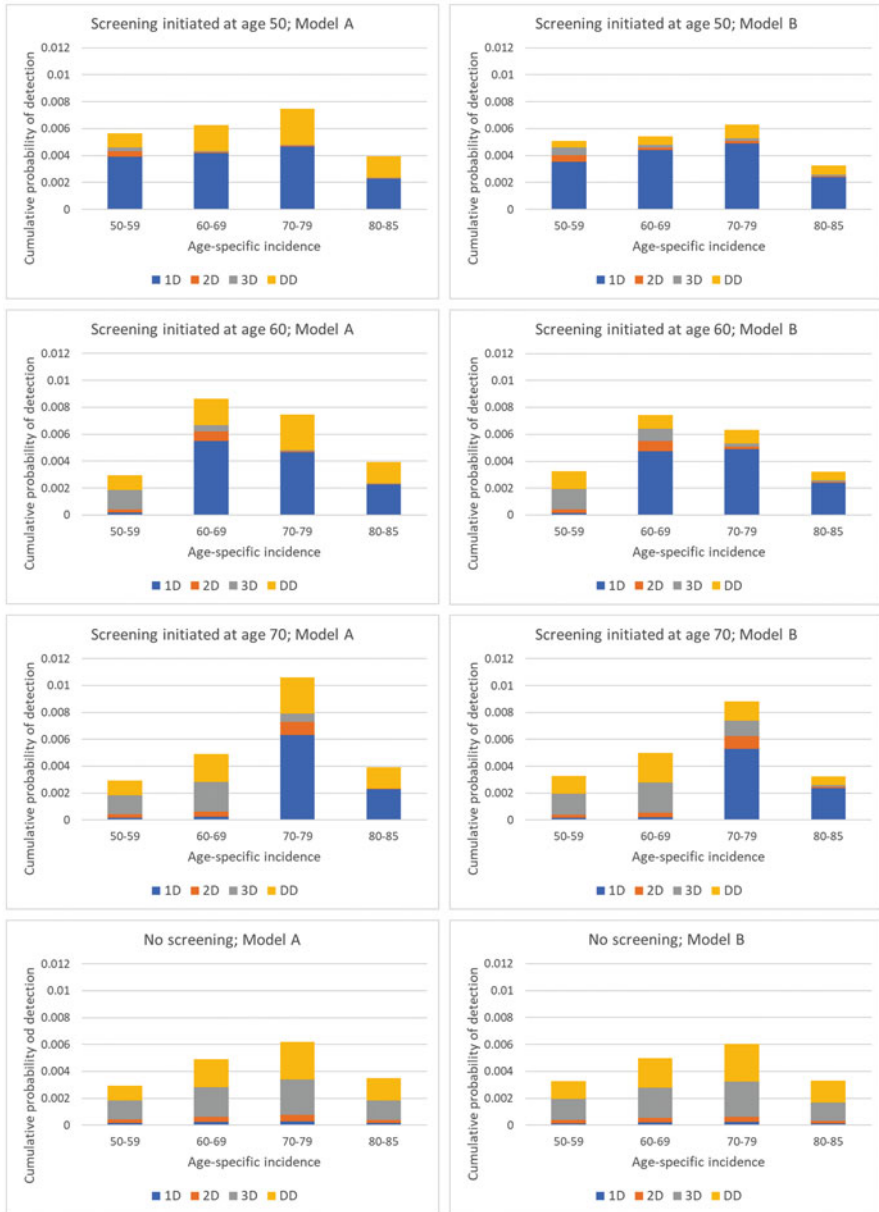 Screening initiated at age 50; Model A
Cumulative probability of detection
0.012
0.01
0.008
0.006
0.004
0.002
0
50-59 60-69 70-79 80-85
Age-specific incidence
1D 2D 3D DD
Screening initiated at age 50; Model B
Cumulative probability of detection
0.012
0.01
0.008
0.006
0.004
0.002
0
50-59 60-69 70-79 80-85
Age-specific incidence
1D 2D 3D DD
Screening initiated at age 60; Model A
Cumulative probability of detection
0.012
0.01
0.008
0.006
0.004
0.002
0
50-59 60-69 70-79 80-85
Age-specific incidence
1D 2D 3D DD
Screening initiated at age 60; Model B
Cumulative probability of detection
0.012
0.01
0.008
0.006
0.004
0.002
0
50-59 60-69 70-79 80-85
Age-specific incidence
1D 2D 3D DD
Screening initiated at age 70; Model A
Cumulative probability of detection
0.012
0.01
0.008
0.006
0.004
0.002
0
50-59 60-69 70-79 80-85
Age-specific incidence
1D 2D 3D DD
Screening initiated at age 70; Model B
Cumulative probability of detection
0.012
0.01
0.008
0.006
0.004
0.002
0
50-59 60-69 70-79 80-85
Age-specific incidence
1D 2D 3D DD
No screening; Model A
Cumulative probability od detection
0.012
0.01
0.008
0.006
0.004
0.002
0
50-59 60-69 70-79 80-85
Age-specific incidence
1D 2D 3D DD
No screening; Model B
Cumulative probability of detection
0.012
0.01
0.008
0.006
0.004
0.002
0
50-59 60-69 70-79 80-85
Age-specific incidence
1D 2D 3D DD